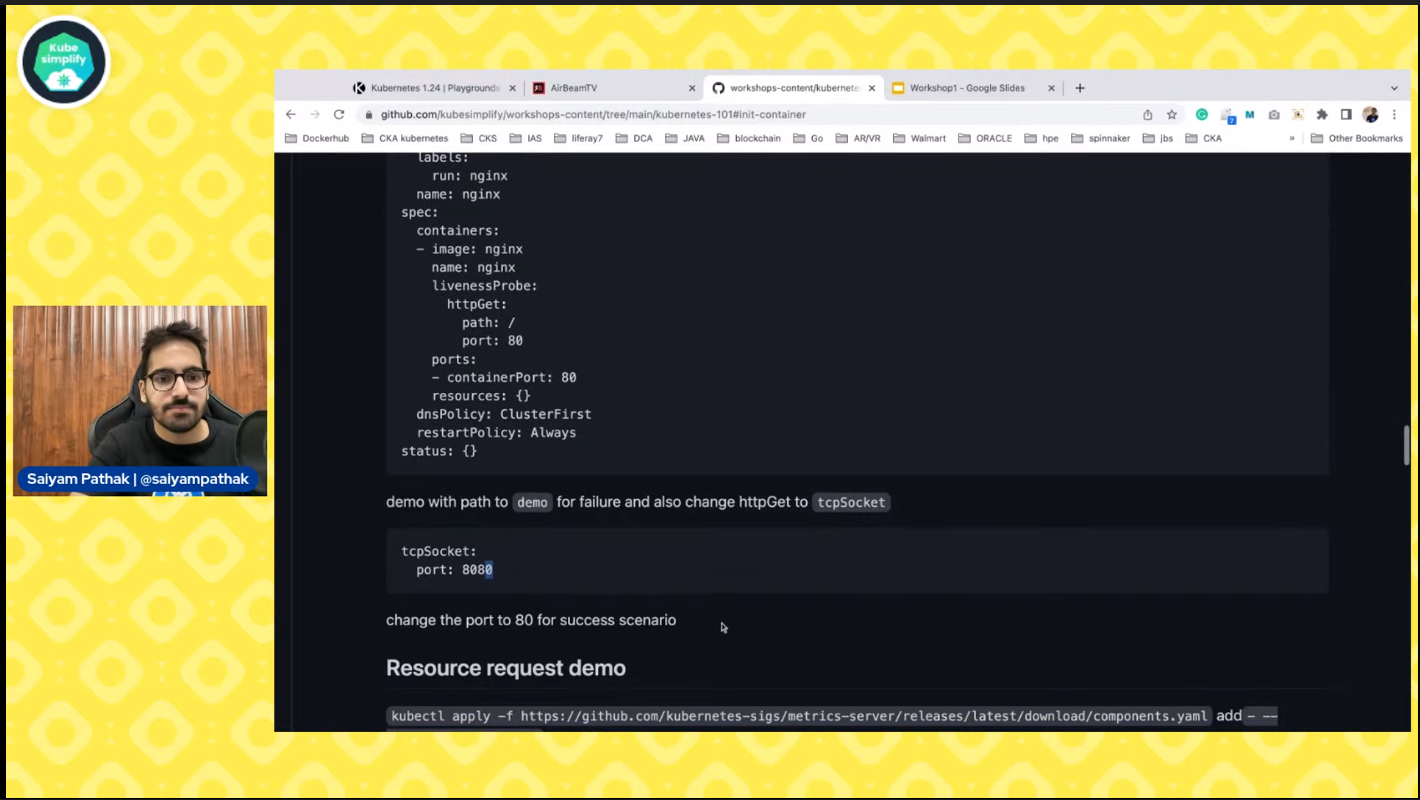 Kube
simplify
Kubernetes 1.24 | Playgrounds
AirBeamTV
workshops-content/kubernete
Workshop1 - Google Slides
github.com/kubesimplify/workshops-content/tree/main/kubernetes-101#init-container
Dockerhub CKA kubernetes CKS IAS liferay7 DCA JAVA blockchain Go AR/VR Walmart ORACLE hpe spinnaker jbs CKA » Other Bookmarks
labels:
run: nginx
name: nginx
spec:
containers:
- image: nginx
name: nginx
livenessProbe:
httpGet:
path: /
port: 80
ports:
- containerPort: 80
resources: {}
dnsPolicy: ClusterFirst
restartPolicy: Always
status: {}
demo with path to demo for failure and also change httpGet to tcpSocket
tcpSocket:
port: 8080
change the port to 80 for success scenario
Resource request demo
kubectl apply -f https://github.com/kubernetes-sigs/metrics-server/releases/latest/download/components.yaml add - --
Saiyam Pathak | @saiyampathak